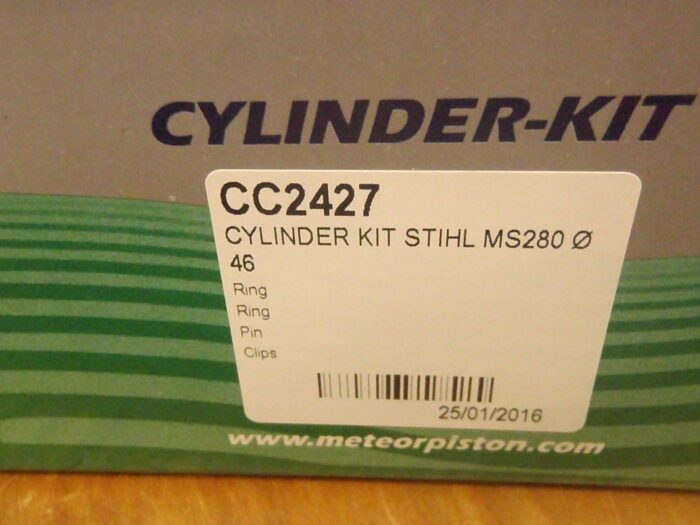 CYLINDER-KIT
CC2427
CYLINDER KIT STIHL MS280 Ø
46
Ring
Ring
Pin
Clips
25/01/2016
www.meteorpiston.com